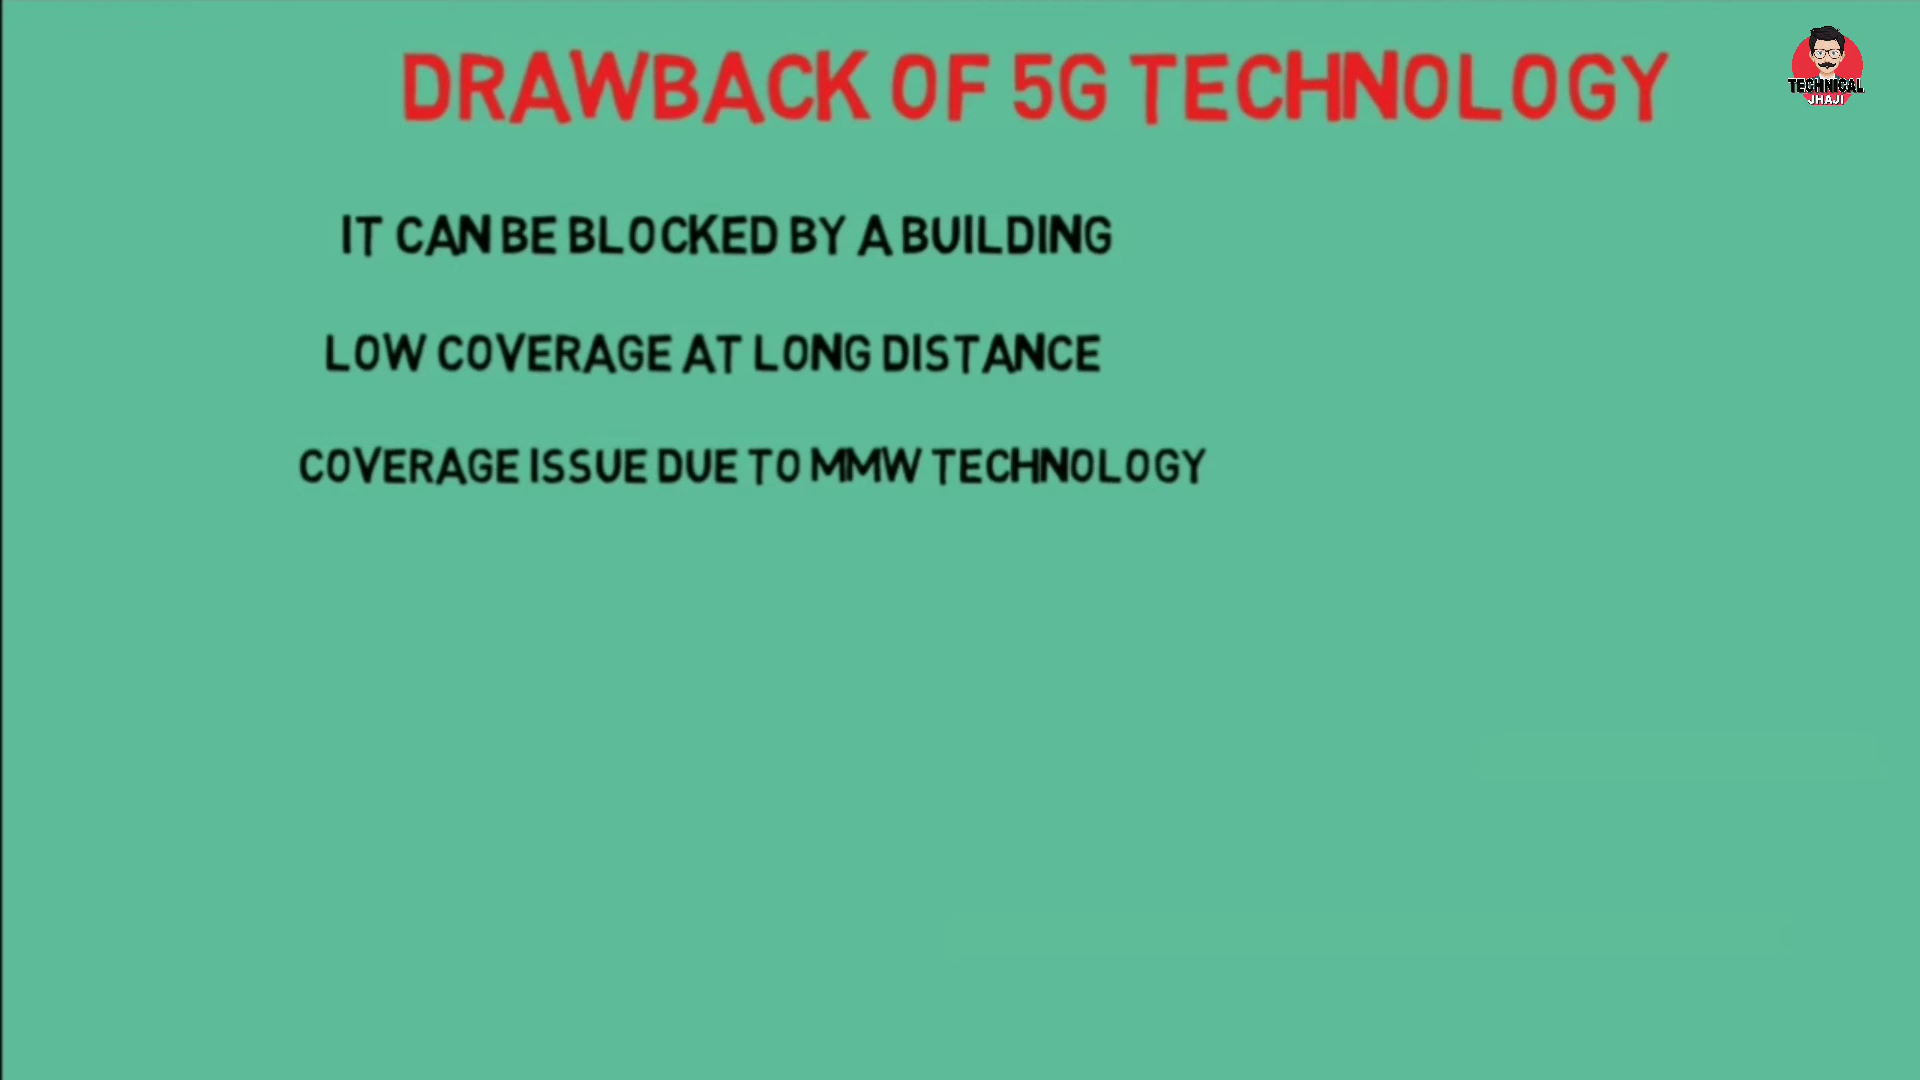 DRAWBACK OF 5G TECHNOLOGY
TECHNICAL
JHAJI
IT CAN BE BLOCKED BY A BUILDING
LOW COVERAGE AT LONG DISTANCE
COVERAGE ISSUE DUE TO MMW TECHNOLOGY